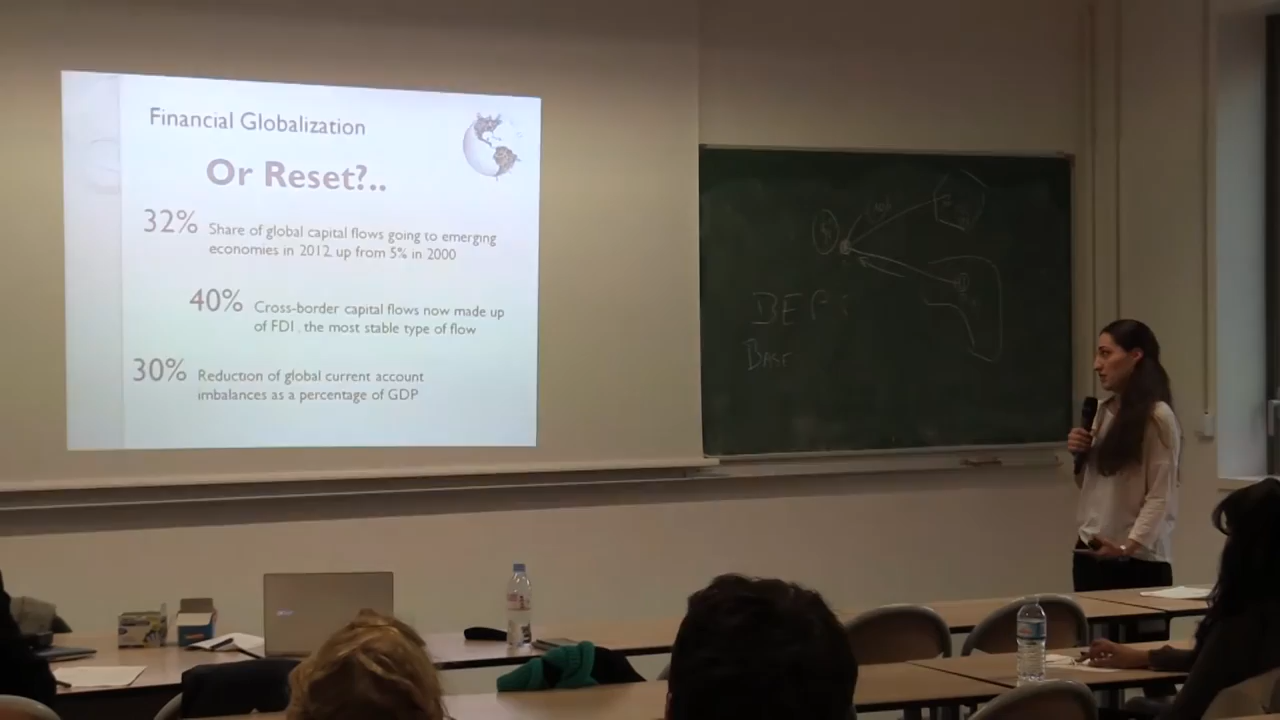 Financial Globalization
Or Reset?..
32% Share of global capital flows going to emerging
economies in 2012, up from 5% in 2000
40% Cross-border capital flows now made up
of FDI, the most stable type of flow
30% Reduction of global current account
imbalances as a percentage of GDP
BEPS
BASE